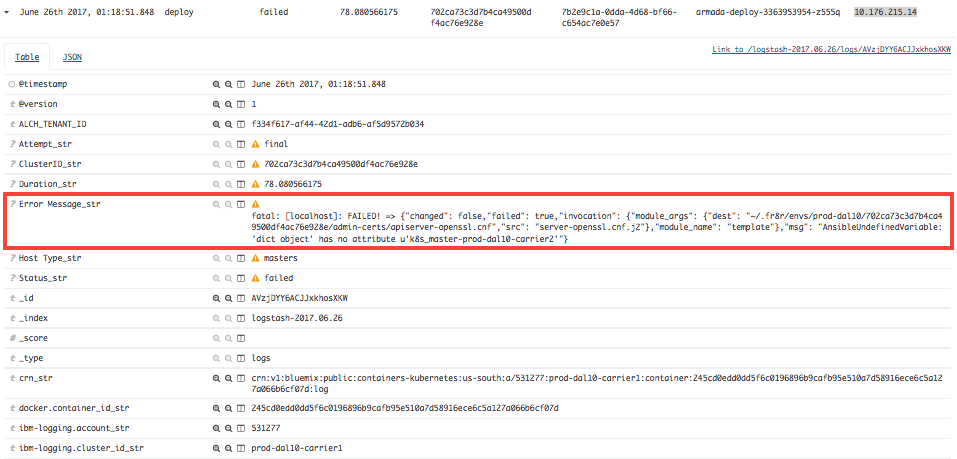 June 26th 2017, 01:18:51.848 deploy failed 78.080566175 702ca73c3d7b4ca49500d 7b2e9c1a-0dda-4d68-bf66- armada-deploy-3363953954-z555q 10.176.215.14
f4ac76e928e c654ac7e0e57
Table JSON Link to /logstash-2017.06.26/logs/AVzjDYY6ACJJxkhosXKW
@timestamp June 26th 2017, 01:18:51.848
t @version 1
t ALCH_TENANT_ID f334f617-af44-42d1-adb6-af5d9572b034
? Attempt_str final
? ClusterID_str 702ca73c3d7b4ca49500df4ac76e928e
? Duration_str 78.080566175
? Error Message_str
fatal: [localhost]: FAILED! => {"changed": false,"failed": true,"invocation": {"module_args": {"dest": "~/.fr8r/envs/prod-dal10/702ca73c3d7b4ca
49500df4ac76e928e/admin-certs/apiserver-openssl.cnf","src": "server-openssl.cnf.j2"},"module_name": "template"},"msg": "AnsibleUndefinedVariable:
'dict object' has no attribute u'k8s_master-prod-dal10-carrier2'"}
? Host Type_str masters
? Status_str failed
t _id AVzjDYY6ACJJxkhosXKW
t _index logstash-2017.06.26
# _score
t _type logs
t crn_str crn:v1:bluemix:public:containers-kubernetes:us-south:a/531277:prod-dal10-carrier1:container:245cd0edd0dd5f6c0196896b9cafb95e510a7d58916ece6c5a12
7a066b6cf07d:log
t docker.container_id_str 245cd0edd0dd5f6c0196896b9cafb95e510a7d58916ece6c5a127a066b6cf07d
t ibm-logging.account_str 531277
t ibm-logging.cluster_id_str prod-dal10-carrier1